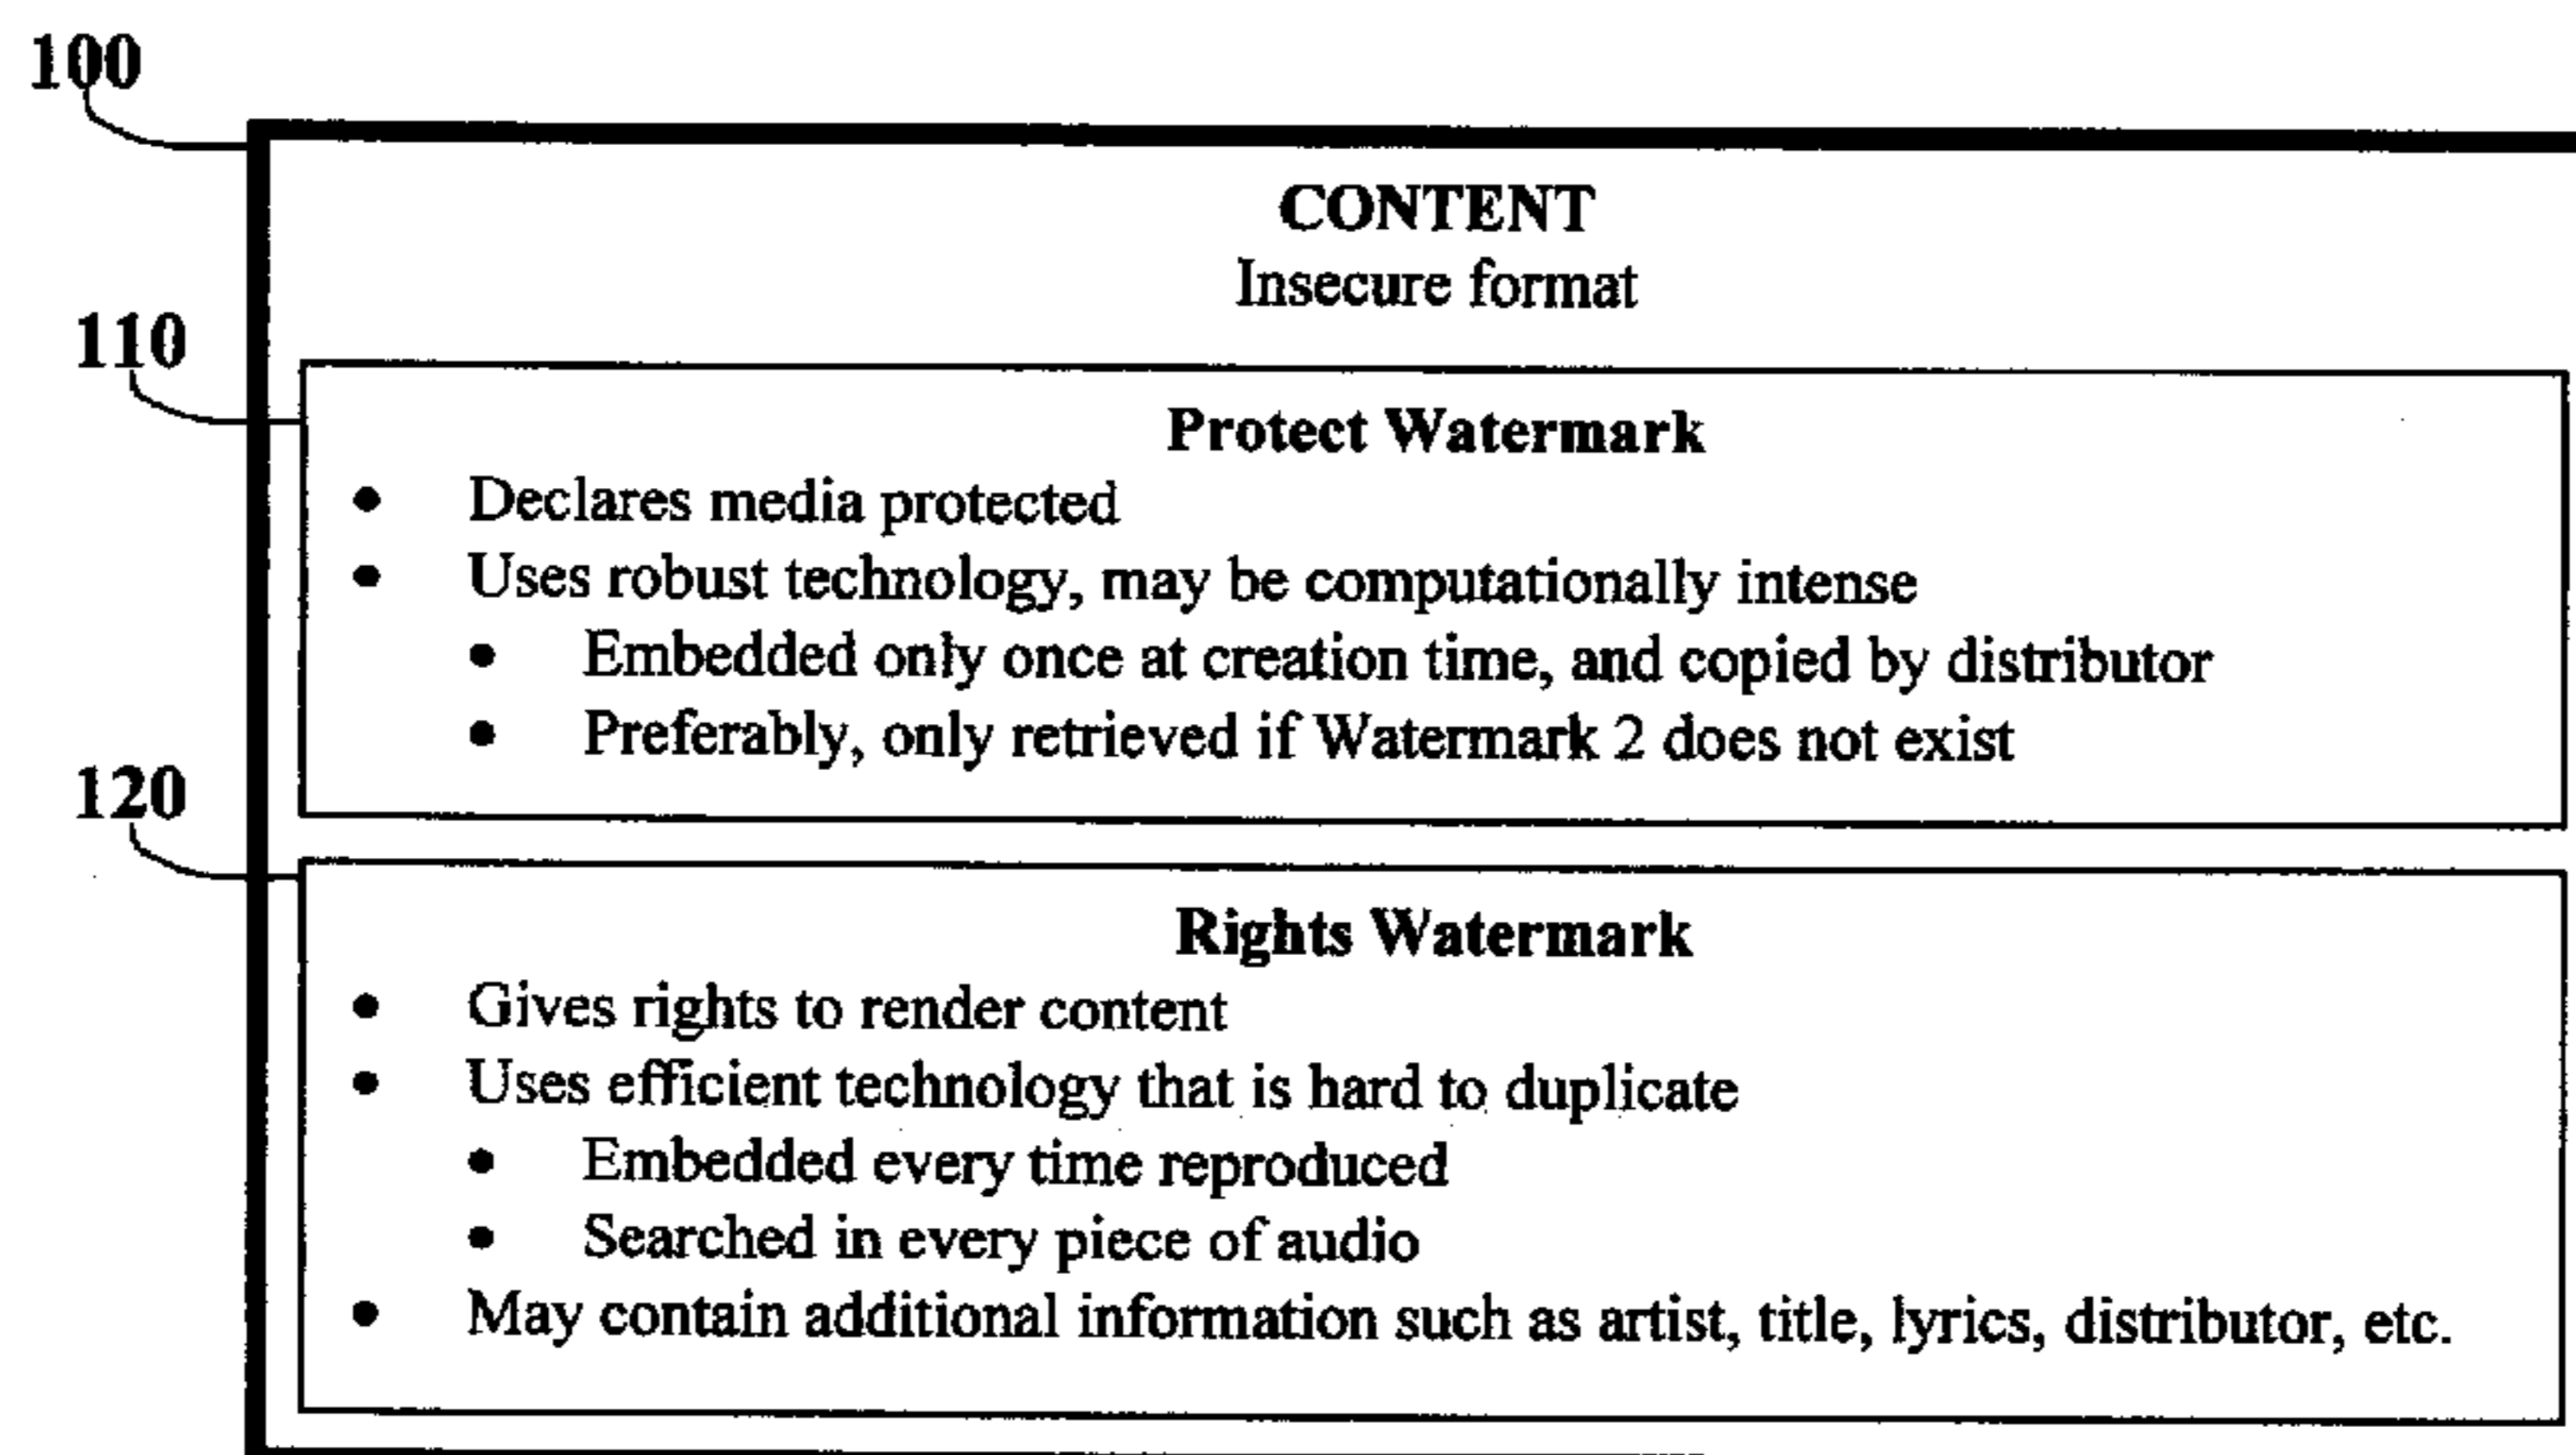 100
CONTENT
Insecure format
110
Protect Watermark
• Declares media protected
• Uses robust technology, may be computationally intense
• Embedded only once at creation time, and copied by distributor
• Preferably, only retrieved if Watermark 2 does not exist
120
Rights Watermark
• Gives rights to render content
• Uses efficient technology that is hard to duplicate
• Embedded every time reproduced
• Searched in every piece of audio
• May contain additional information such as artist, title, lyrics, distributor, etc.